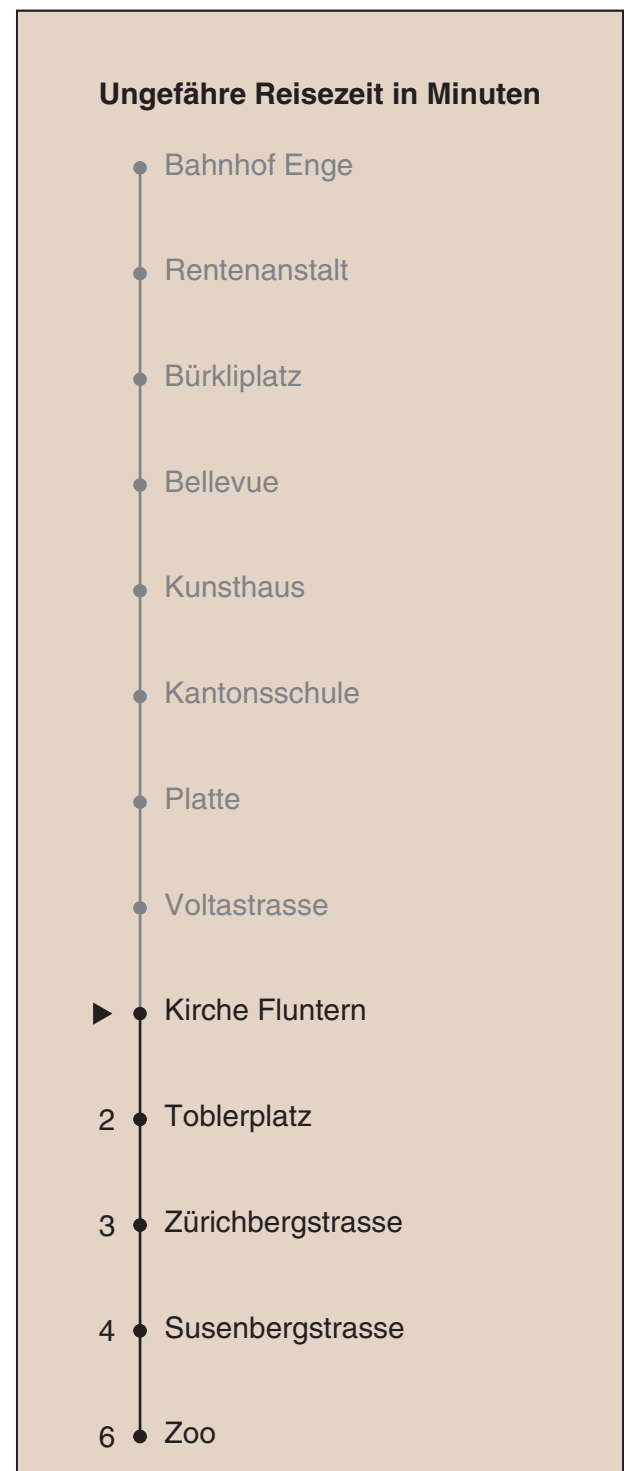 Ungefähre Reisezeit in Minuten
Bahnhof Enge
Rentenanstalt
Bürkliplatz
Bellevue
Kunsthaus
Kantonsschule
Platte
Voltastrasse
Kirche Fluntern
2 Toblerplatz
3 Zürichbergstrasse
4 Susenbergstrasse
6 Zoo